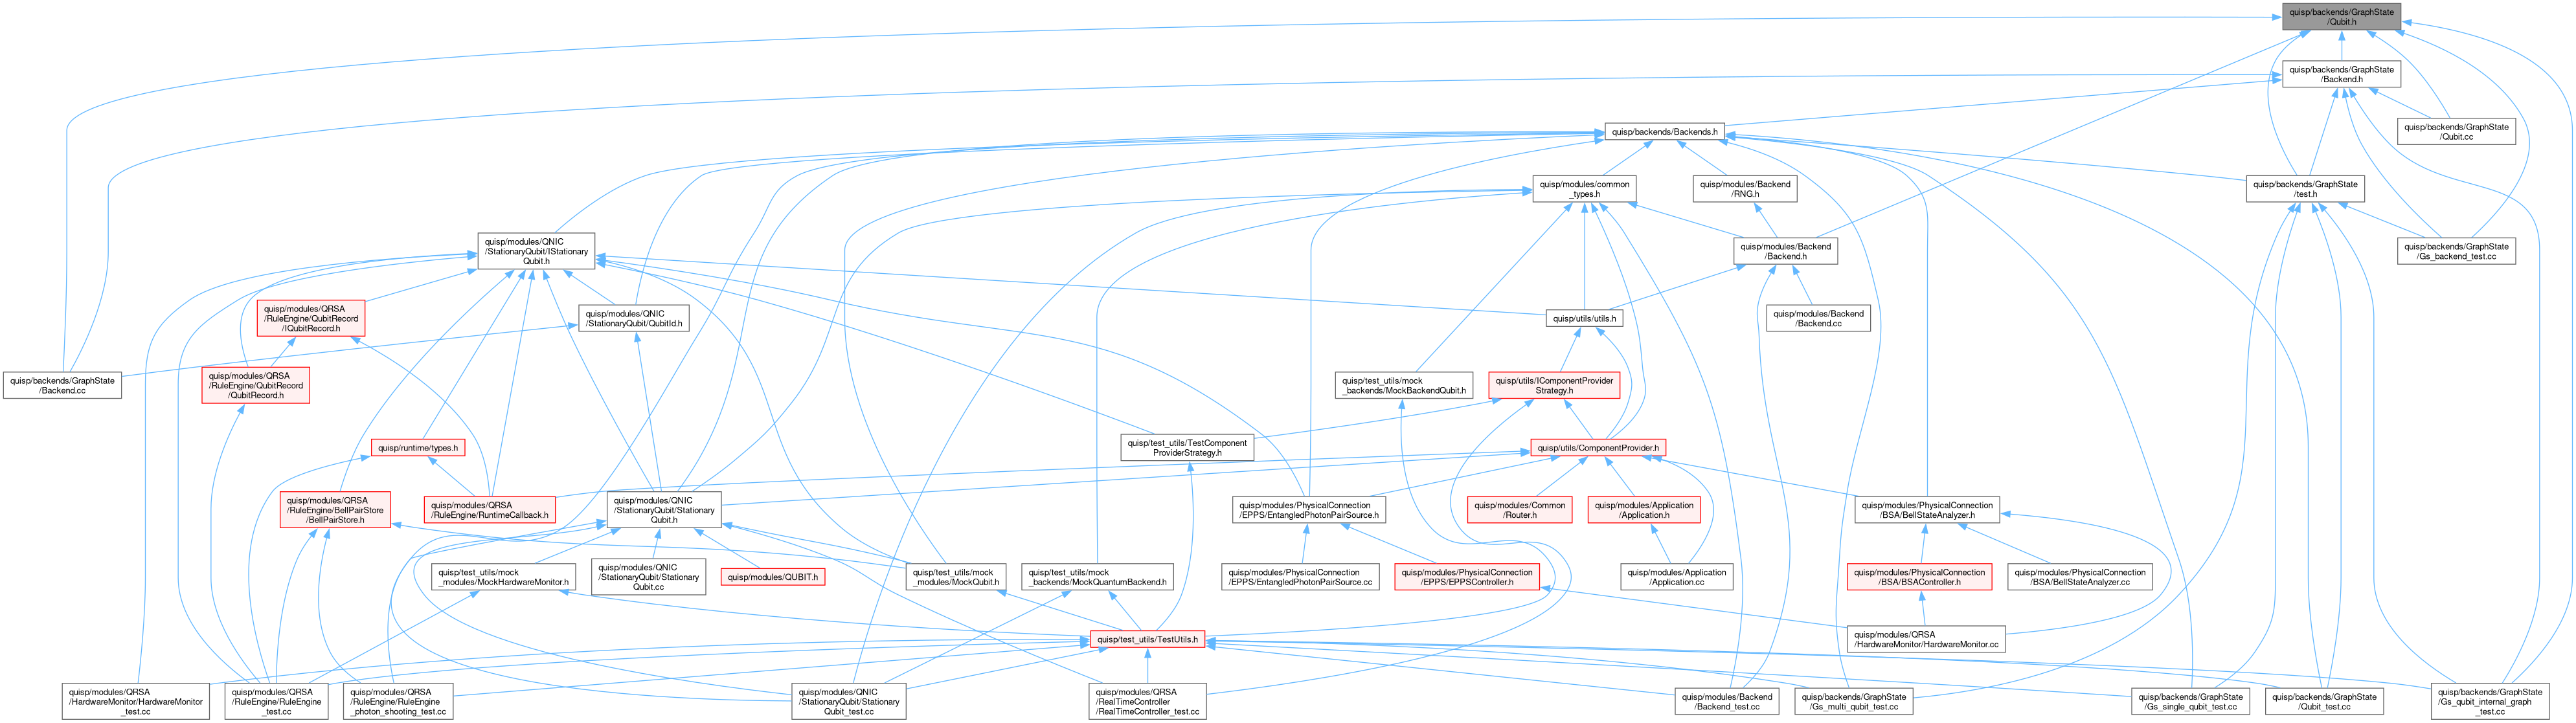 quisp/backends/GraphState
/Qubit.h
quisp/backends/GraphState
/Backend.h
quisp/backends/Backends.h
quisp/backends/GraphState
/Qubit.cc
quisp/modules/common
_types.h
quisp/modules/Backend
/RNG.h
quisp/backends/GraphState
/test.h
quisp/modules/QNIC
/StationaryQubit/IStationary
Qubit.h
quisp/modules/Backend
/Backend.h
quisp/backends/GraphState
/Gs_backend_test.cc
quisp/modules/QRSA
/RuleEngine/QubitRecord
/IQubitRecord.h
quisp/modules/QNIC
/StationaryQubit/QubitId.h
quisp/utils/utils.h
quisp/modules/Backend
/Backend.cc
quisp/backends/GraphState
/Backend.cc
quisp/modules/QRSA
/RuleEngine/QubitRecord
/QubitRecord.h
quisp/test_utils/mock
_backends/MockBackendQubit.h
quisp/utils/IComponentProvider
Strategy.h
quisp/runtime/types.h
quisp/test_utils/TestComponent
ProviderStrategy.h
quisp/utils/ComponentProvider.h
quisp/modules/QRSA
/RuleEngine/BellPairStore
/BellPairStore.h
quisp/modules/QRSA
/RuleEngine/RuntimeCallback.h
quisp/modules/QNIC
/StationaryQubit/Stationary
Qubit.h
quisp/modules/PhysicalConnection
/EPPS/EntangledPhotonPairSource.h
quisp/modules/Common
/Router.h
quisp/modules/Application
/Application.h
quisp/modules/PhysicalConnection
/BSA/BellStateAnalyzer.h
quisp/test_utils/mock
_modules/MockHardwareMonitor.h
quisp/modules/QNIC
/StationaryQubit/Stationary
Qubit.cc
quisp/modules/QUBIT.h
quisp/test_utils/mock
_modules/MockQubit.h
quisp/test_utils/mock
_backends/MockQuantumBackend.h
quisp/modules/PhysicalConnection
/EPPS/EntangledPhotonPairSource.cc
quisp/modules/PhysicalConnection
/EPPS/EPPSController.h
quisp/modules/Application
/Application.cc
quisp/modules/PhysicalConnection
/BSA/BSAController.h
quisp/modules/PhysicalConnection
/BSA/BellStateAnalyzer.cc
quisp/test_utils/TestUtils.h
quisp/modules/QRSA
/HardwareMonitor/HardwareMonitor.cc
quisp/modules/QRSA
/HardwareMonitor/HardwareMonitor
_test.cc
quisp/modules/QRSA
/RuleEngine/RuleEngine
_test.cc
quisp/modules/QRSA
/RuleEngine/RuleEngine
_photon_shooting_test.cc
quisp/modules/QNIC
/StationaryQubit/Stationary
Qubit_test.cc
quisp/modules/QRSA
/RealTimeController
/RealTimeController_test.cc
quisp/modules/Backend
/Backend_test.cc
quisp/backends/GraphState
/Gs_multi_qubit_test.cc
quisp/backends/GraphState
/Gs_single_qubit_test.cc
quisp/backends/GraphState
/Qubit_test.cc
quisp/backends/GraphState
/Gs_qubit_internal_graph
_test.cc